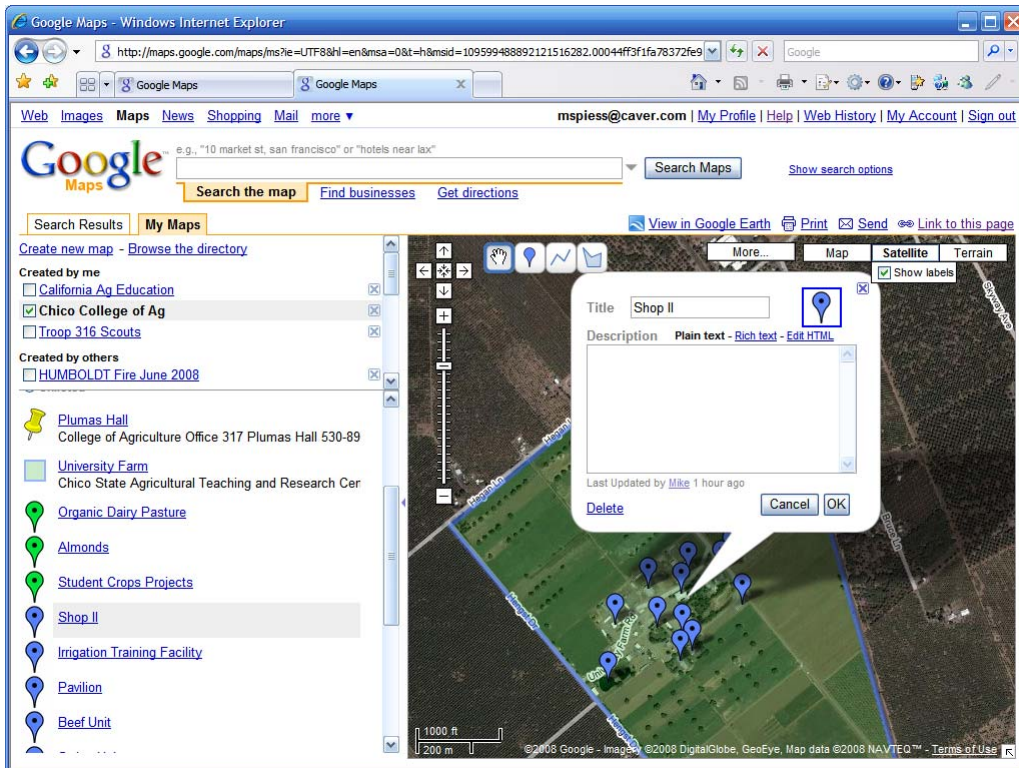 Google Maps - Windows Internet Explorer
http://maps.google.com/maps/ms?ie=UTF8&hl=en&msa=0&t=h&msid=109599488892121516282.00044ff3f1fa78372fe9
Google
Google Maps
Google Maps
Web Images Maps News Shopping Mail more ▼
mspiess@caver.com | My Profile | Help | Web History | My Account | Sign out
Google™
Maps
e.g., "10 market st, san francisco" or "hotels near lax"
Search Maps
Show search options
Search the map Find businesses Get directions
Search Results My Maps
View in Google Earth Print Send Link to this page
Create new map - Browse the directory
Created by me
California Ag Education
Chico College of Ag
Troop 316 Scouts
Created by others
HUMBOLDT Fire June 2008
Plumas Hall
College of Agriculture Office 317 Plumas Hall 530-89
University Farm
Chico State Agricultural Teaching and Research Cen
Organic Dairy Pasture
Almonds
Student Crops Projects
Shop II
Irrigation Training Facility
Pavilion
Beef Unit
More... Map Satellite Terrain
Show labels
Skyway Ave
Title Shop II
Description Plain text - Rich text - Edit HTML
Last Updated by Mike 1 hour ago
Delete Cancel OK
Hegan Ln
Hegan Ln
Bruce Ln
1000 ft
200 m
©2008 Google - Imagery ©2008 DigitalGlobe, GeoEye, Map data ©2008 NAVTEQ™ - Terms of Use